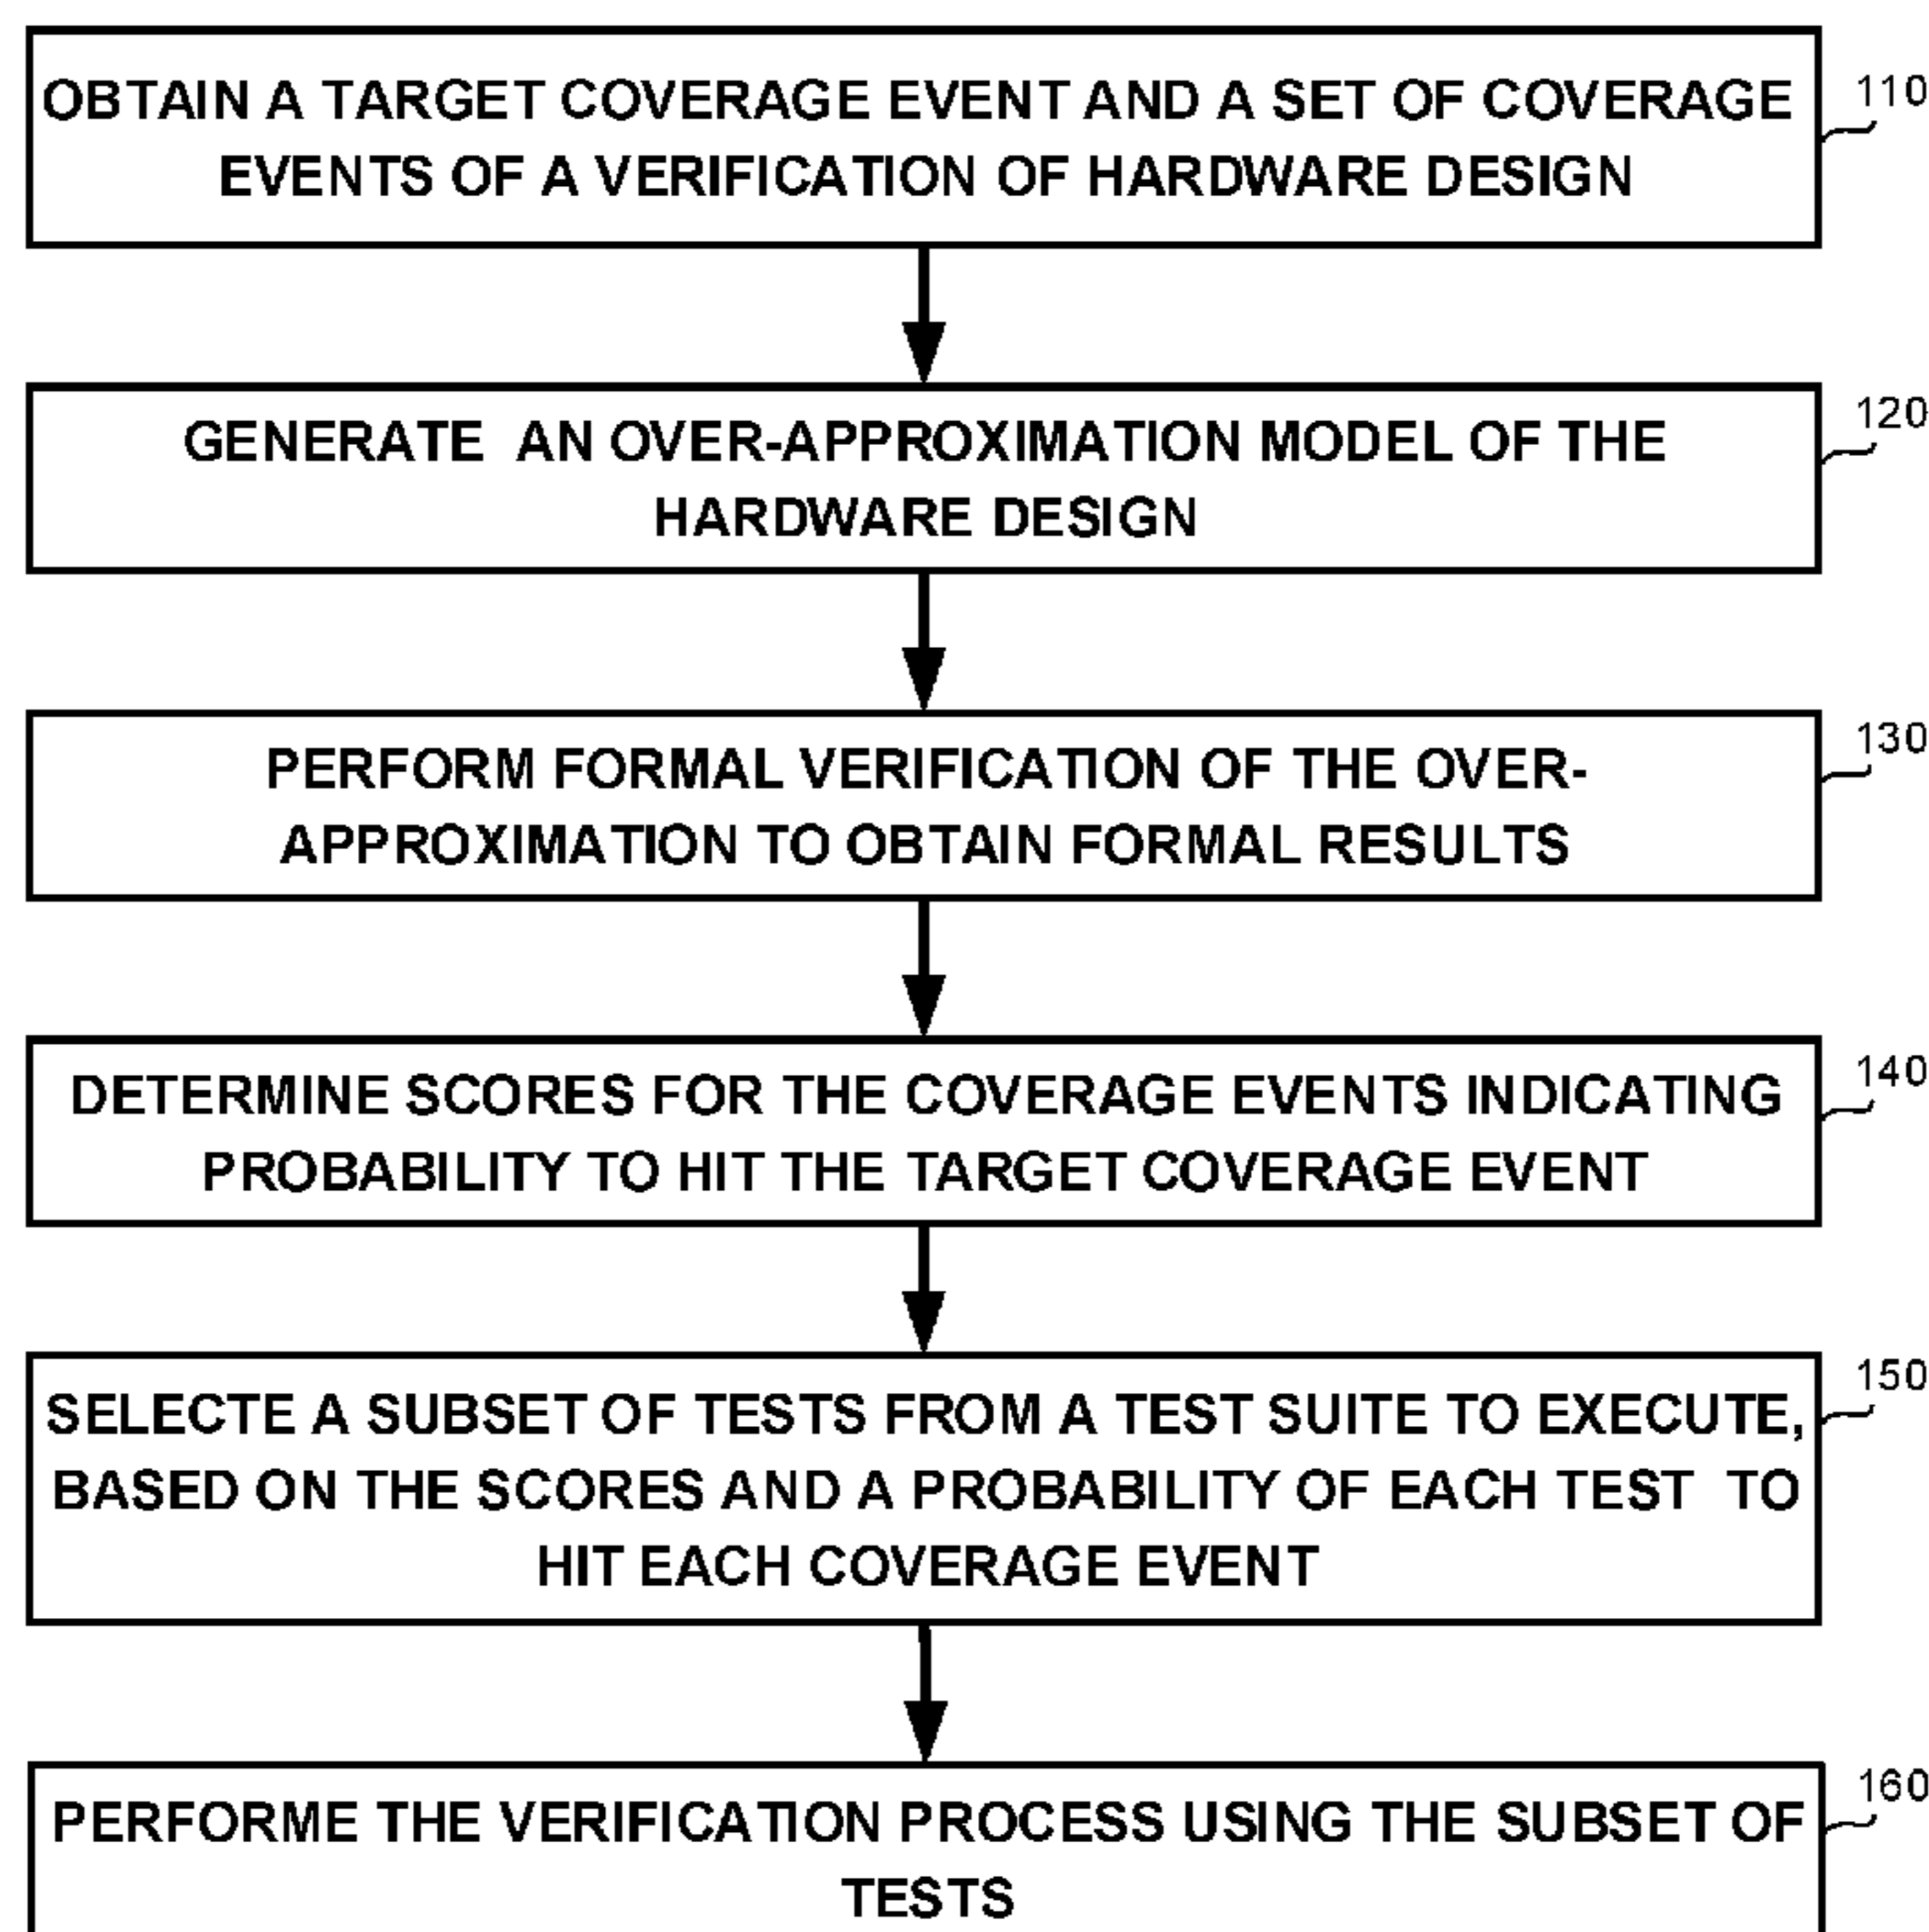 OBTAIN A TARGET COVERAGE EVENT AND A SET OF COVERAGE
EVENTS OF A VERIFICATION OF HARDWARE DESIGN
110
GENERATE AN OVER-APPROXIMATION MODEL OF THE
HARDWARE DESIGN
120
PERFORM FORMAL VERIFICATION OF THE OVER-
APPROXIMATION TO OBTAIN FORMAL RESULTS
130
DETERMINE SCORES FOR THE COVERAGE EVENTS INDICATING
PROBABILITY TO HIT THE TARGET COVERAGE EVENT
140
SELECTE A SUBSET OF TESTS FROM A TEST SUITE TO EXECUTE,
BASED ON THE SCORES AND A PROBABILITY OF EACH TEST TO
HIT EACH COVERAGE EVENT
150
PERFORME THE VERIFICATION PROCESS USING THE SUBSET OF
TESTS
160